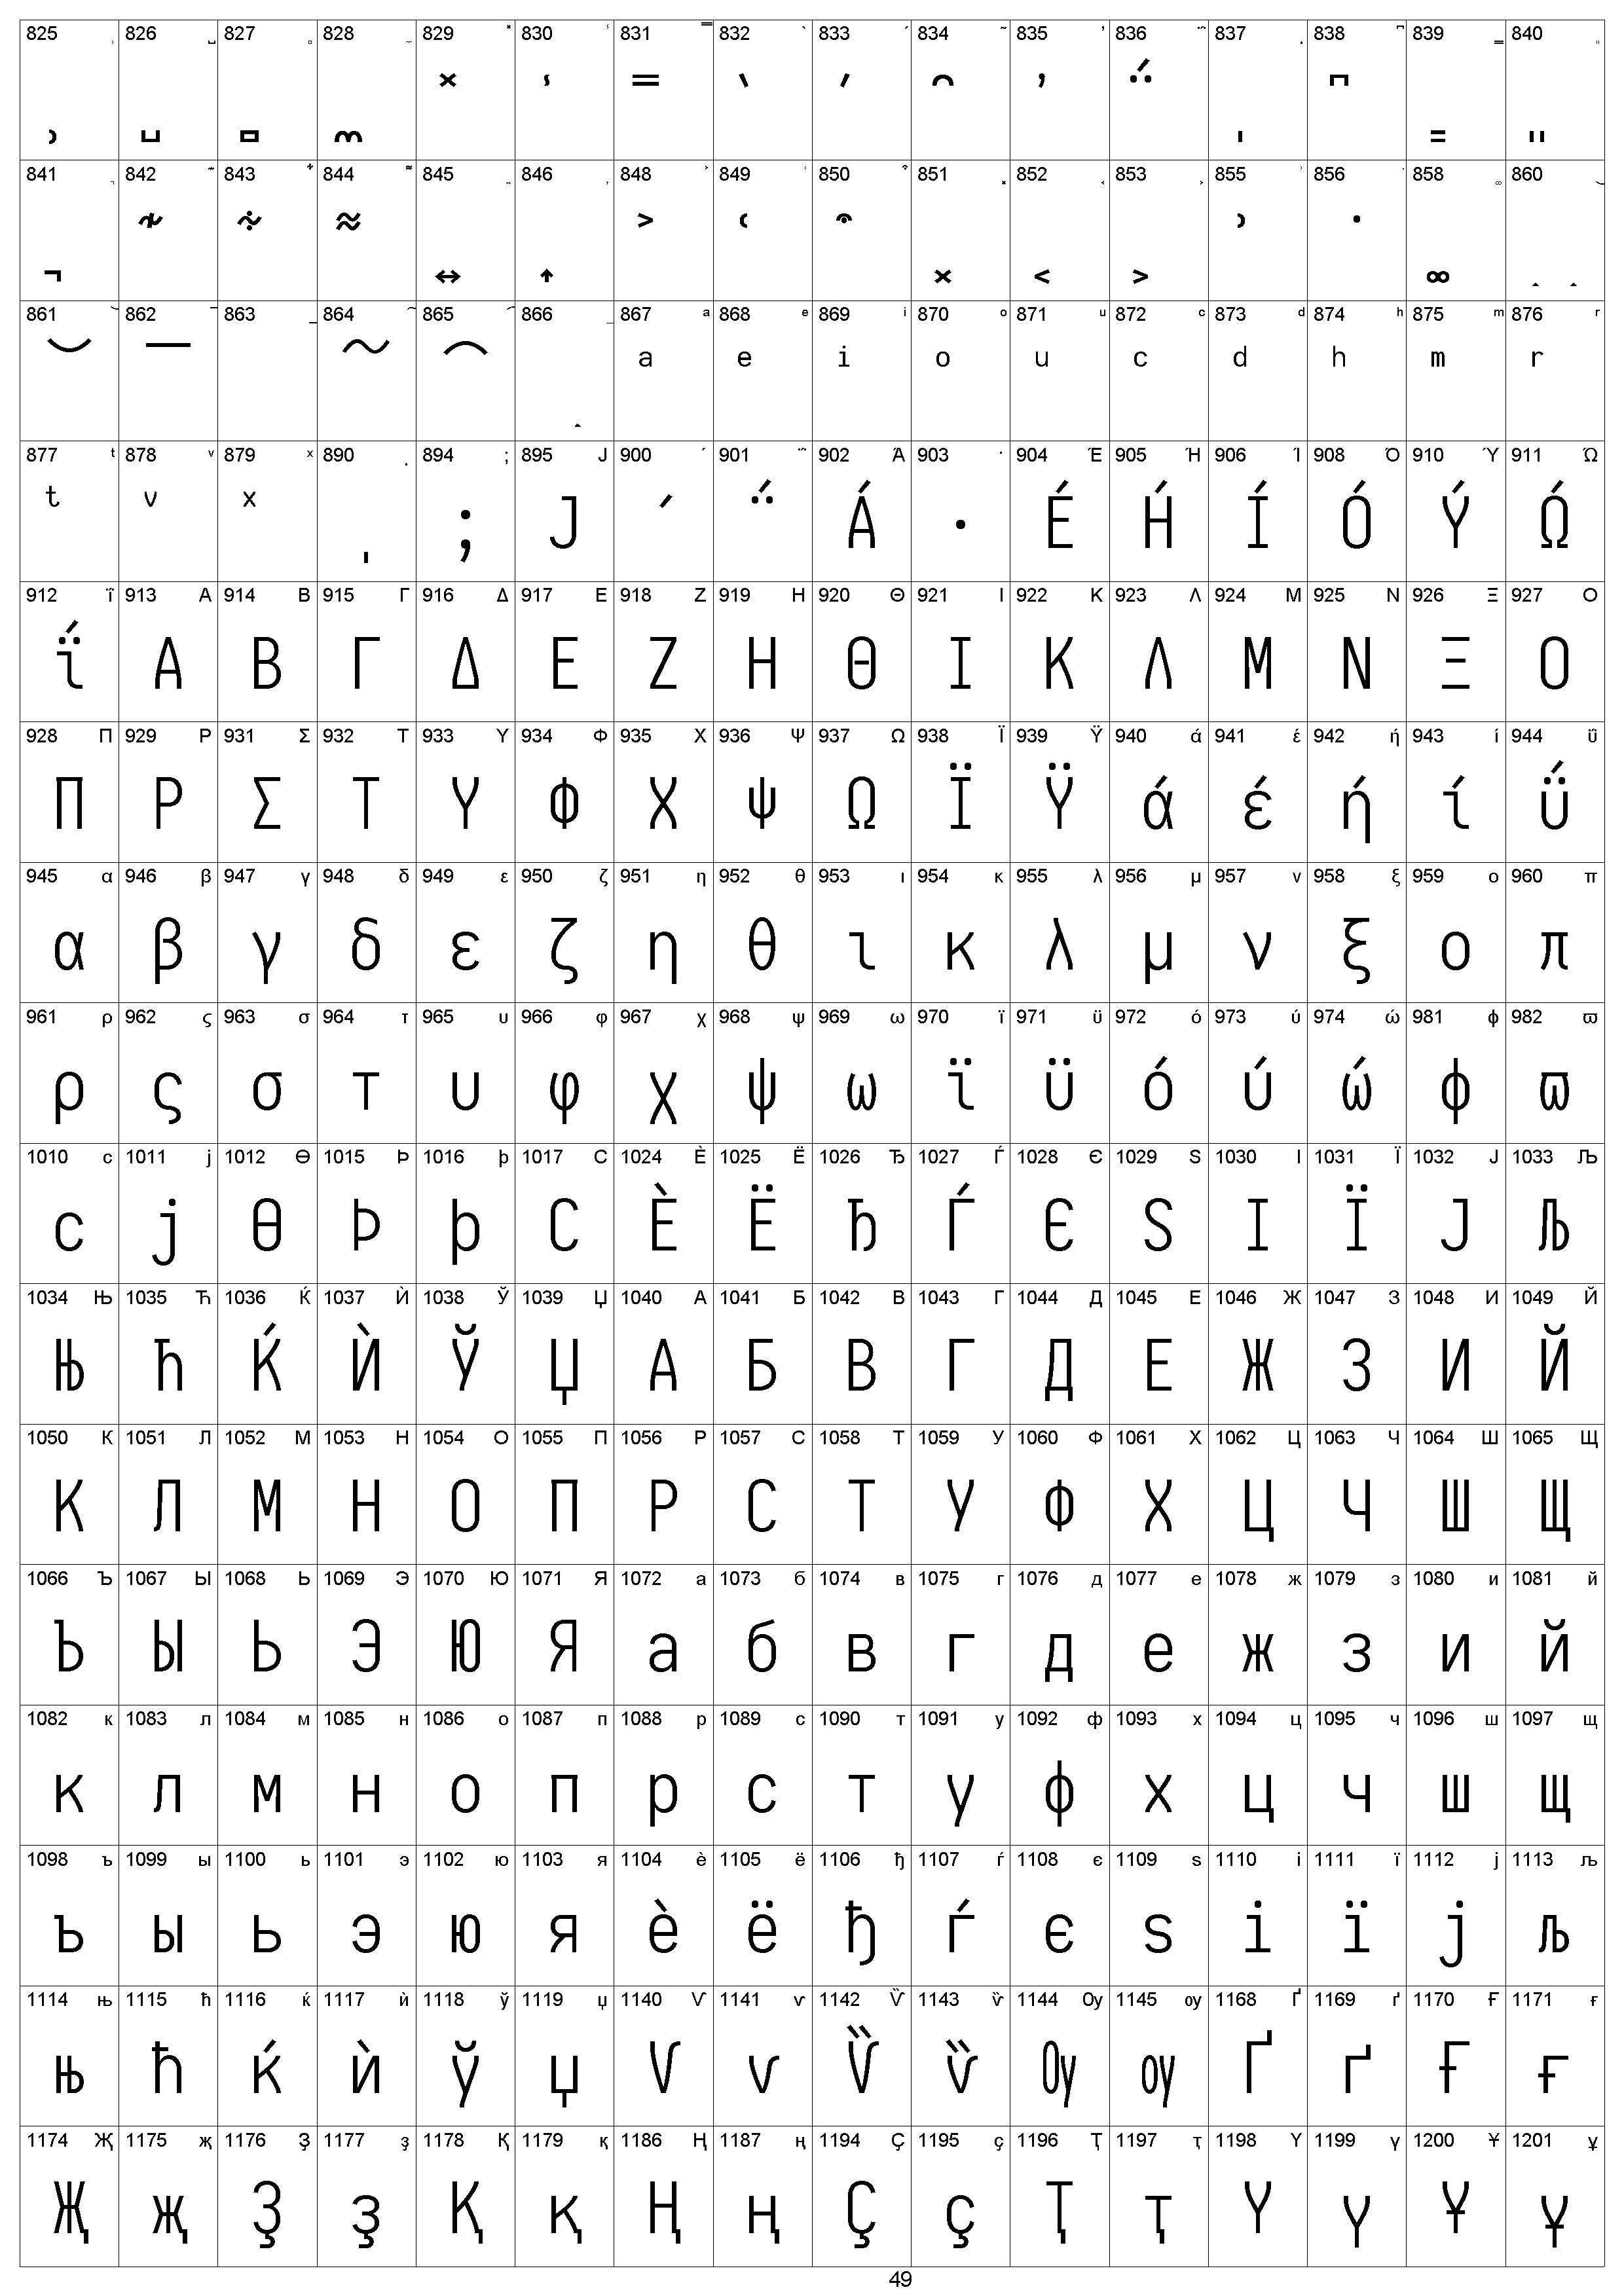 825 826 827 828 829 830 831 832 833 834 835 836 837 838 839 840
841 842 843 844 845 846 848 849 850 851 852 853 855 856 858 860
861 862 863 864 865 866 867 a 868 e 869 i 870 o 871 u 872 c 873 d 874 h 875 m 876 r
a e i o u c d h m r
877 t 878 v 879 x 890 ͺ 894 ; 895 Ϳ 900 ΄ 901 ΅ 902 Ά 903 · 904 Έ 905 Ή 906 Ί 908 Ό 910 Ύ 911 Ώ
t v x ͺ ; Ϳ ΄ ΅ Ά · Έ Ή Ί Ό Ύ Ώ
912 ΐ 913 Α 914 Β 915 Γ 916 Δ 917 Ε 918 Ζ 919 Η 920 Θ 921 Ι 922 Κ 923 Λ 924 Μ 925 Ν 926 Ξ 927 Ο
ΐ Α Β Γ Δ Ε Ζ Η Θ Ι Κ Λ Μ Ν Ξ Ο
928 Π 929 Ρ 931 Σ 932 Τ 933 Υ 934 Φ 935 Χ 936 Ψ 937 Ω 938 Ϊ 939 Ϋ 940 ά 941 έ 942 ή 943 ί 944 ΰ
Π Ρ Σ Τ Υ Φ Χ Ψ Ω Ϊ Ϋ ά έ ή ί ΰ
945 α 946 β 947 γ 948 δ 949 ε 950 ζ 951 η 952 θ 953 ι 954 κ 955 λ 956 μ 957 ν 958 ξ 959 ο 960 π
α β γ δ ε ζ η θ ι κ λ μ ν ξ ο π
961 ρ 962 ς 963 σ 964 τ 965 υ 966 φ 967 χ 968 ψ 969 ω 970 ϊ 971 ϋ 972 ό 973 ύ 974 ώ 981 ϕ 982 ϖ
ρ ς σ τ υ φ χ ψ ω ϊ ϋ ό ύ ώ ϕ ϖ
1010 ϲ 1011 ϳ 1012 ϴ 1015 Ϸ 1016 ϸ 1017 Ϲ 1024 Ѐ 1025 Ё 1026 Ђ 1027 Ѓ 1028 Є 1029 Ѕ 1030 І 1031 Ї 1032 Ј 1033 Љ
ϲ ϳ ϴ Ϸ ϸ Ϲ Ѐ Ё Ђ Ѓ Є Ѕ І Ї Ј Љ
1034 Њ 1035 Ћ 1036 Ќ 1037 Ѝ 1038 Ў 1039 Џ 1040 А 1041 Б 1042 В 1043 Г 1044 Д 1045 Е 1046 Ж 1047 З 1048 И 1049 Й
Њ Ћ Ќ Ѝ Ў Џ А Б В Г Д Е Ж З И Й
1050 К 1051 Л 1052 М 1053 Н 1054 О 1055 П 1056 Р 1057 С 1058 Т 1059 У 1060 Ф 1061 Х 1062 Ц 1063 Ч 1064 Ш 1065 Щ
К Л М Н О П Р С Т У Ф Х Ц Ч Ш Щ
1066 Ъ 1067 Ы 1068 Ь 1069 Э 1070 Ю 1071 Я 1072 а 1073 б 1074 в 1075 г 1076 д 1077 е 1078 ж 1079 з 1080 и 1081 й
Ъ Ы Ь Э Ю Я а б в г д е ж з и й
1082 к 1083 л 1084 м 1085 н 1086 о 1087 п 1088 р 1089 с 1090 т 1091 у 1092 ф 1093 х 1094 ц 1095 ч 1096 ш 1097 щ
к л м н о п р с т у ф х ц ч ш щ
1098 ъ 1099 ы 1100 ь 1101 э 1102 ю 1103 я 1104 ѐ 1105 ё 1106 ђ 1107 ѓ 1108 є 1109 ѕ 1110 і 1111 ї 1112 ј 1113 љ
ъ ы ь э ю я ѐ ё ђ ѓ є ѕ і ї ј љ
1114 њ 1115 ћ 1116 ќ 1117 ѝ 1118 ў 1119 џ 1140 Ѵ 1141 ѵ 1142 Ѷ 1143 ѷ 1144 Ѹ 1145 ѹ 1168 Ґ 1169 ґ 1170 Ғ 1171 ғ
њ ћ ќ ѝ ў џ Ѵ ѵ Ѷ ѷ Ѹ ѹ Ґ ґ Ғ ғ
1174 Җ 1175 җ 1176 Ҙ 1177 ҙ 1178 Қ 1179 қ 1186 Ң 1187 ң 1194 Ҫ 1195 ҫ 1196 Ҭ 1197 ҭ 1198 Ү 1199 ү 1200 Ұ 1201 ұ
Җ җ Ҙ ҙ Қ қ Ң ң Ҫ ҫ Ҭ ҭ Ү ү Ұ ұ
49